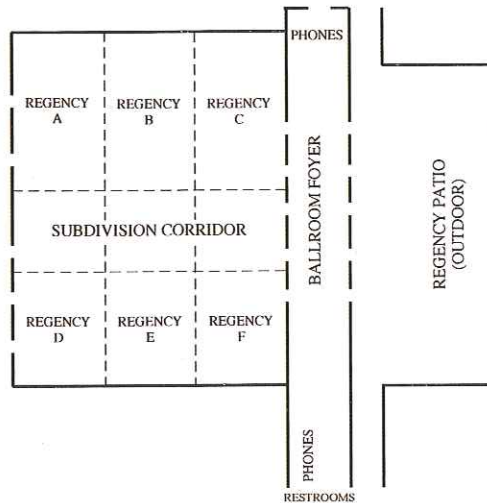 PHONES
REGENCY
A
REGENCY
B
REGENCY
C
SUBDIVISION CORRIDOR
REGENCY
D
REGENCY
E
REGENCY
F
BALLROOM FOYER
REGENCY PATIO
(OUTDOOR)
PHONES
RESTROOMS